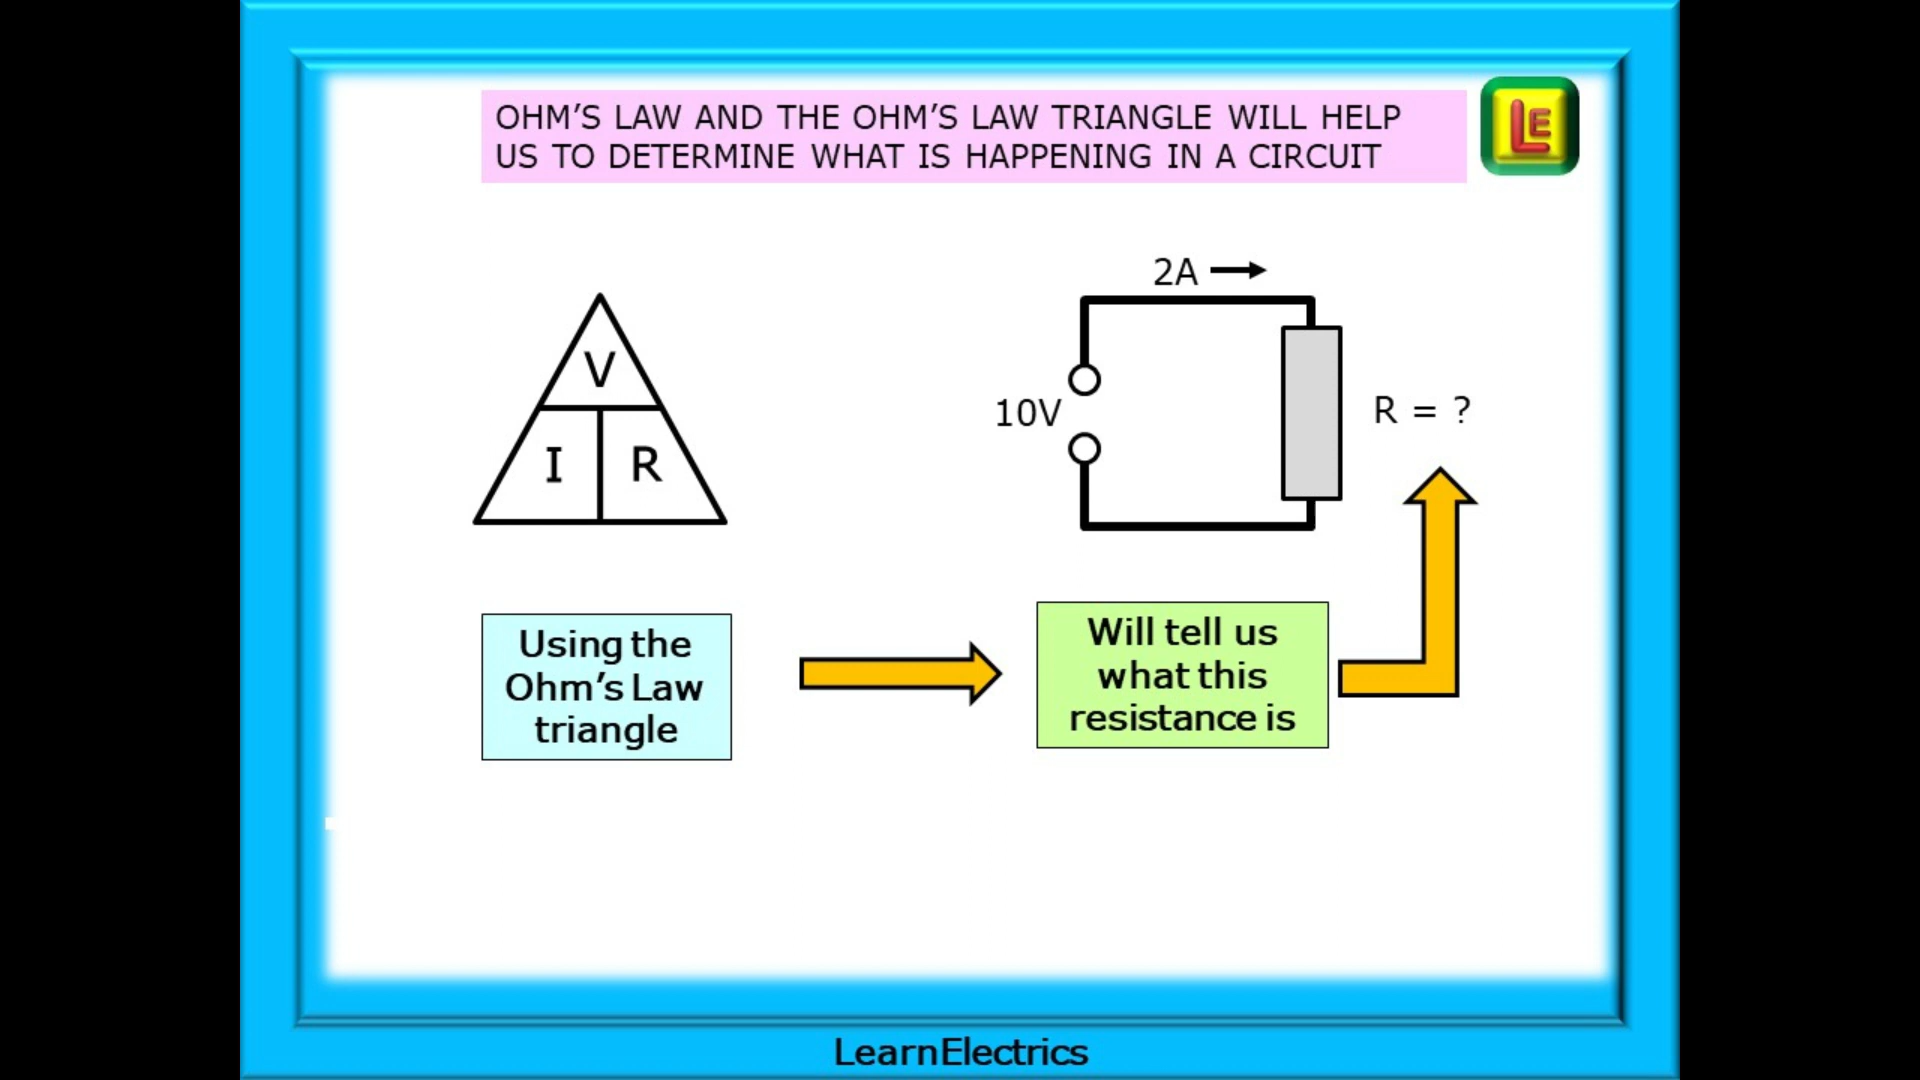 OHM’S LAW AND THE OHM’S LAW TRIANGLE WILL HELP
US TO DETERMINE WHAT IS HAPPENING IN A CIRCUIT
LE
V
I R
2A
10V
R = ?
Using the
Ohm’s Law
triangle
Will tell us
what this
resistance is
LearnElectrics